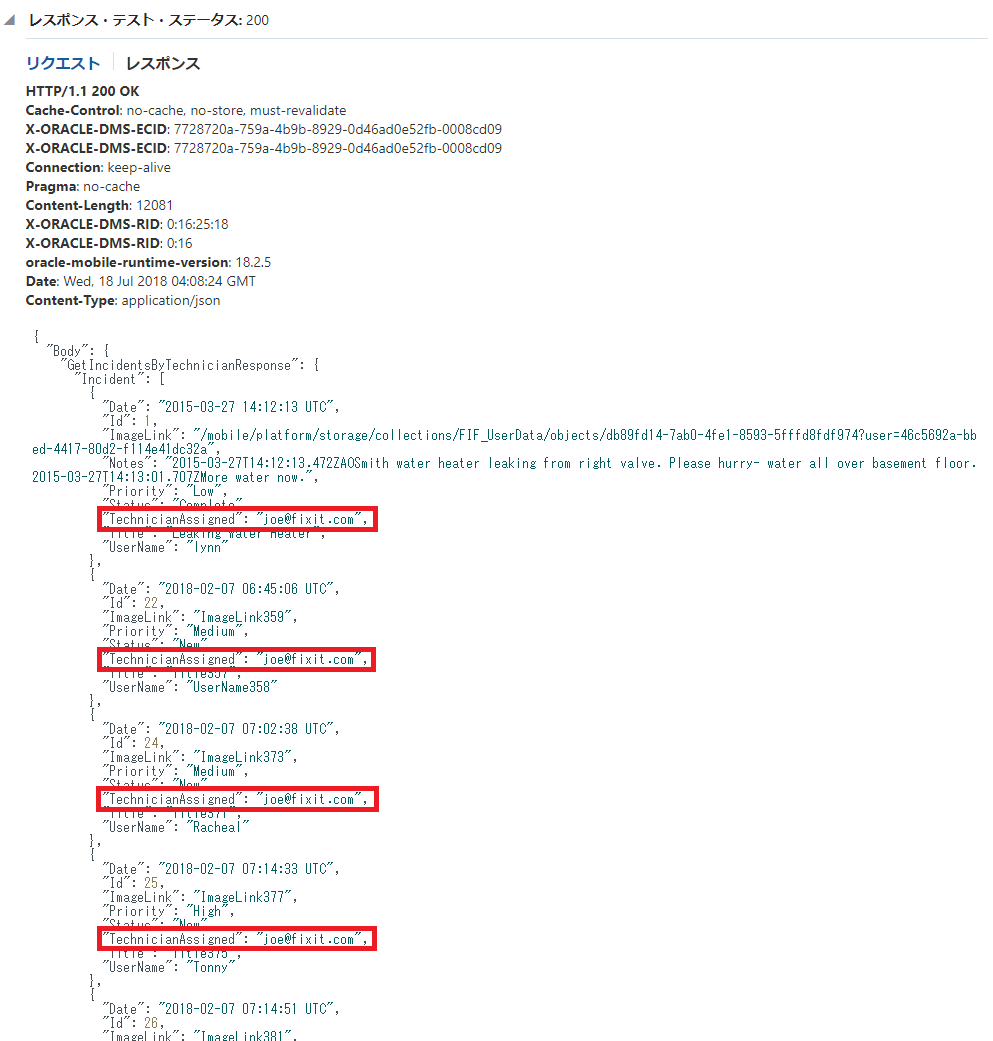 レスポンス・テスト・ステータス: 200
リクエスト レスポンス
HTTP/1.1 200 OK
Cache-Control: no-cache, no-store, must-revalidate
X-ORACLE-DMS-ECID: 7728720a-759a-4b9b-8929-0d46ad0e52fb-0008cd09
X-ORACLE-DMS-ECID: 7728720a-759a-4b9b-8929-0d46ad0e52fb-0008cd09
Connection: keep-alive
Pragma: no-cache
Content-Length: 12081
X-ORACLE-DMS-RID: 0:16:25:18
X-ORACLE-DMS-RID: 0:16
oracle-mobile-runtime-version: 18.2.5
Date: Wed, 18 Jul 2018 04:08:24 GMT
Content-Type: application/json
{
"Body": {
"GetIncidentsByTechnicianResponse": {
"Incident": [
{
"Date": "2015-03-27 14:12:13 UTC",
"Id": 1,
"ImageLink": "/mobile/platform/storage/collections/FIF_UserData/objects/db89fd14-7ab0-4fe1-8593-5fffd8fdf974?user=46c5692a-bb
ed-4417-80d2-f114e41dc32a",
"Notes": "2015-03-27T14:12:13.472ZAOSmith water heater leaking from right valve. Please hurry- water all over basement floor.
2015-03-27T14:13:01.707ZMore water now.",
"Priority": "Low",
"Status": "Complete",
"TechnicianAssigned": "joe@fixit.com",
"Title": "Leaking Water Heater",
"UserName": "lynn"
},
{
"Date": "2018-02-07 06:45:06 UTC",
"Id": 22,
"ImageLink": "ImageLink359",
"Priority": "Medium",
"Status": "New",
"TechnicianAssigned": "joe@fixit.com",
"Title": "Title357",
"UserName": "UserName358"
},
{
"Date": "2018-02-07 07:02:38 UTC",
"Id": 24,
"ImageLink": "ImageLink373",
"Priority": "Medium",
"Status": "New",
"TechnicianAssigned": "joe@fixit.com",
"Title": "Title371",
"UserName": "Racheal"
},
{
"Date": "2018-02-07 07:14:33 UTC",
"Id": 25,
"ImageLink": "ImageLink377",
"Priority": "High",
"Status": "New",
"TechnicianAssigned": "joe@fixit.com",
"Title": "Title375",
"UserName": "Tonny"
},
{
"Date": "2018-02-07 07:14:51 UTC",
"Id": 26,
"ImageLink": "ImageLink381",